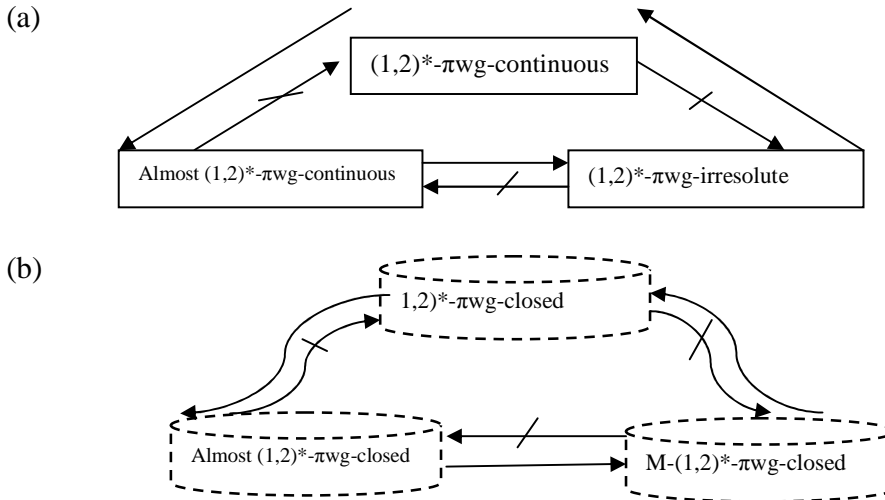 (a)
(1,2)*-πwg-continuous
Almost (1,2)*-πwg-continuous
(1,2)*-πwg-irresolute
(b)
1,2)*-πwg-closed
Almost (1,2)*-πwg-closed
M-(1,2)*-πwg-closed